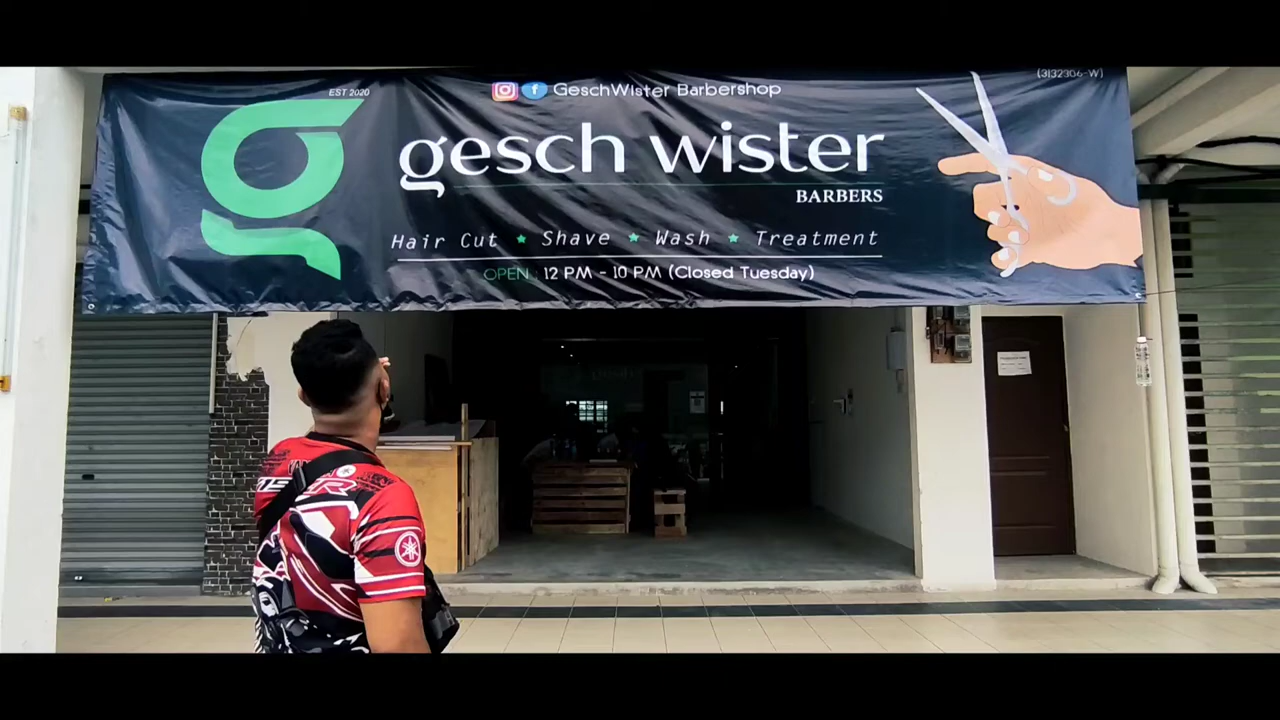 EST 2020
GeschWister Barbershop
(3132306-W)
gesch wister
BARBERS
Hair Cut ★ Shave ★ Wash ★ Treatment
OPEN : 12 PM - 10 PM (Closed Tuesday)